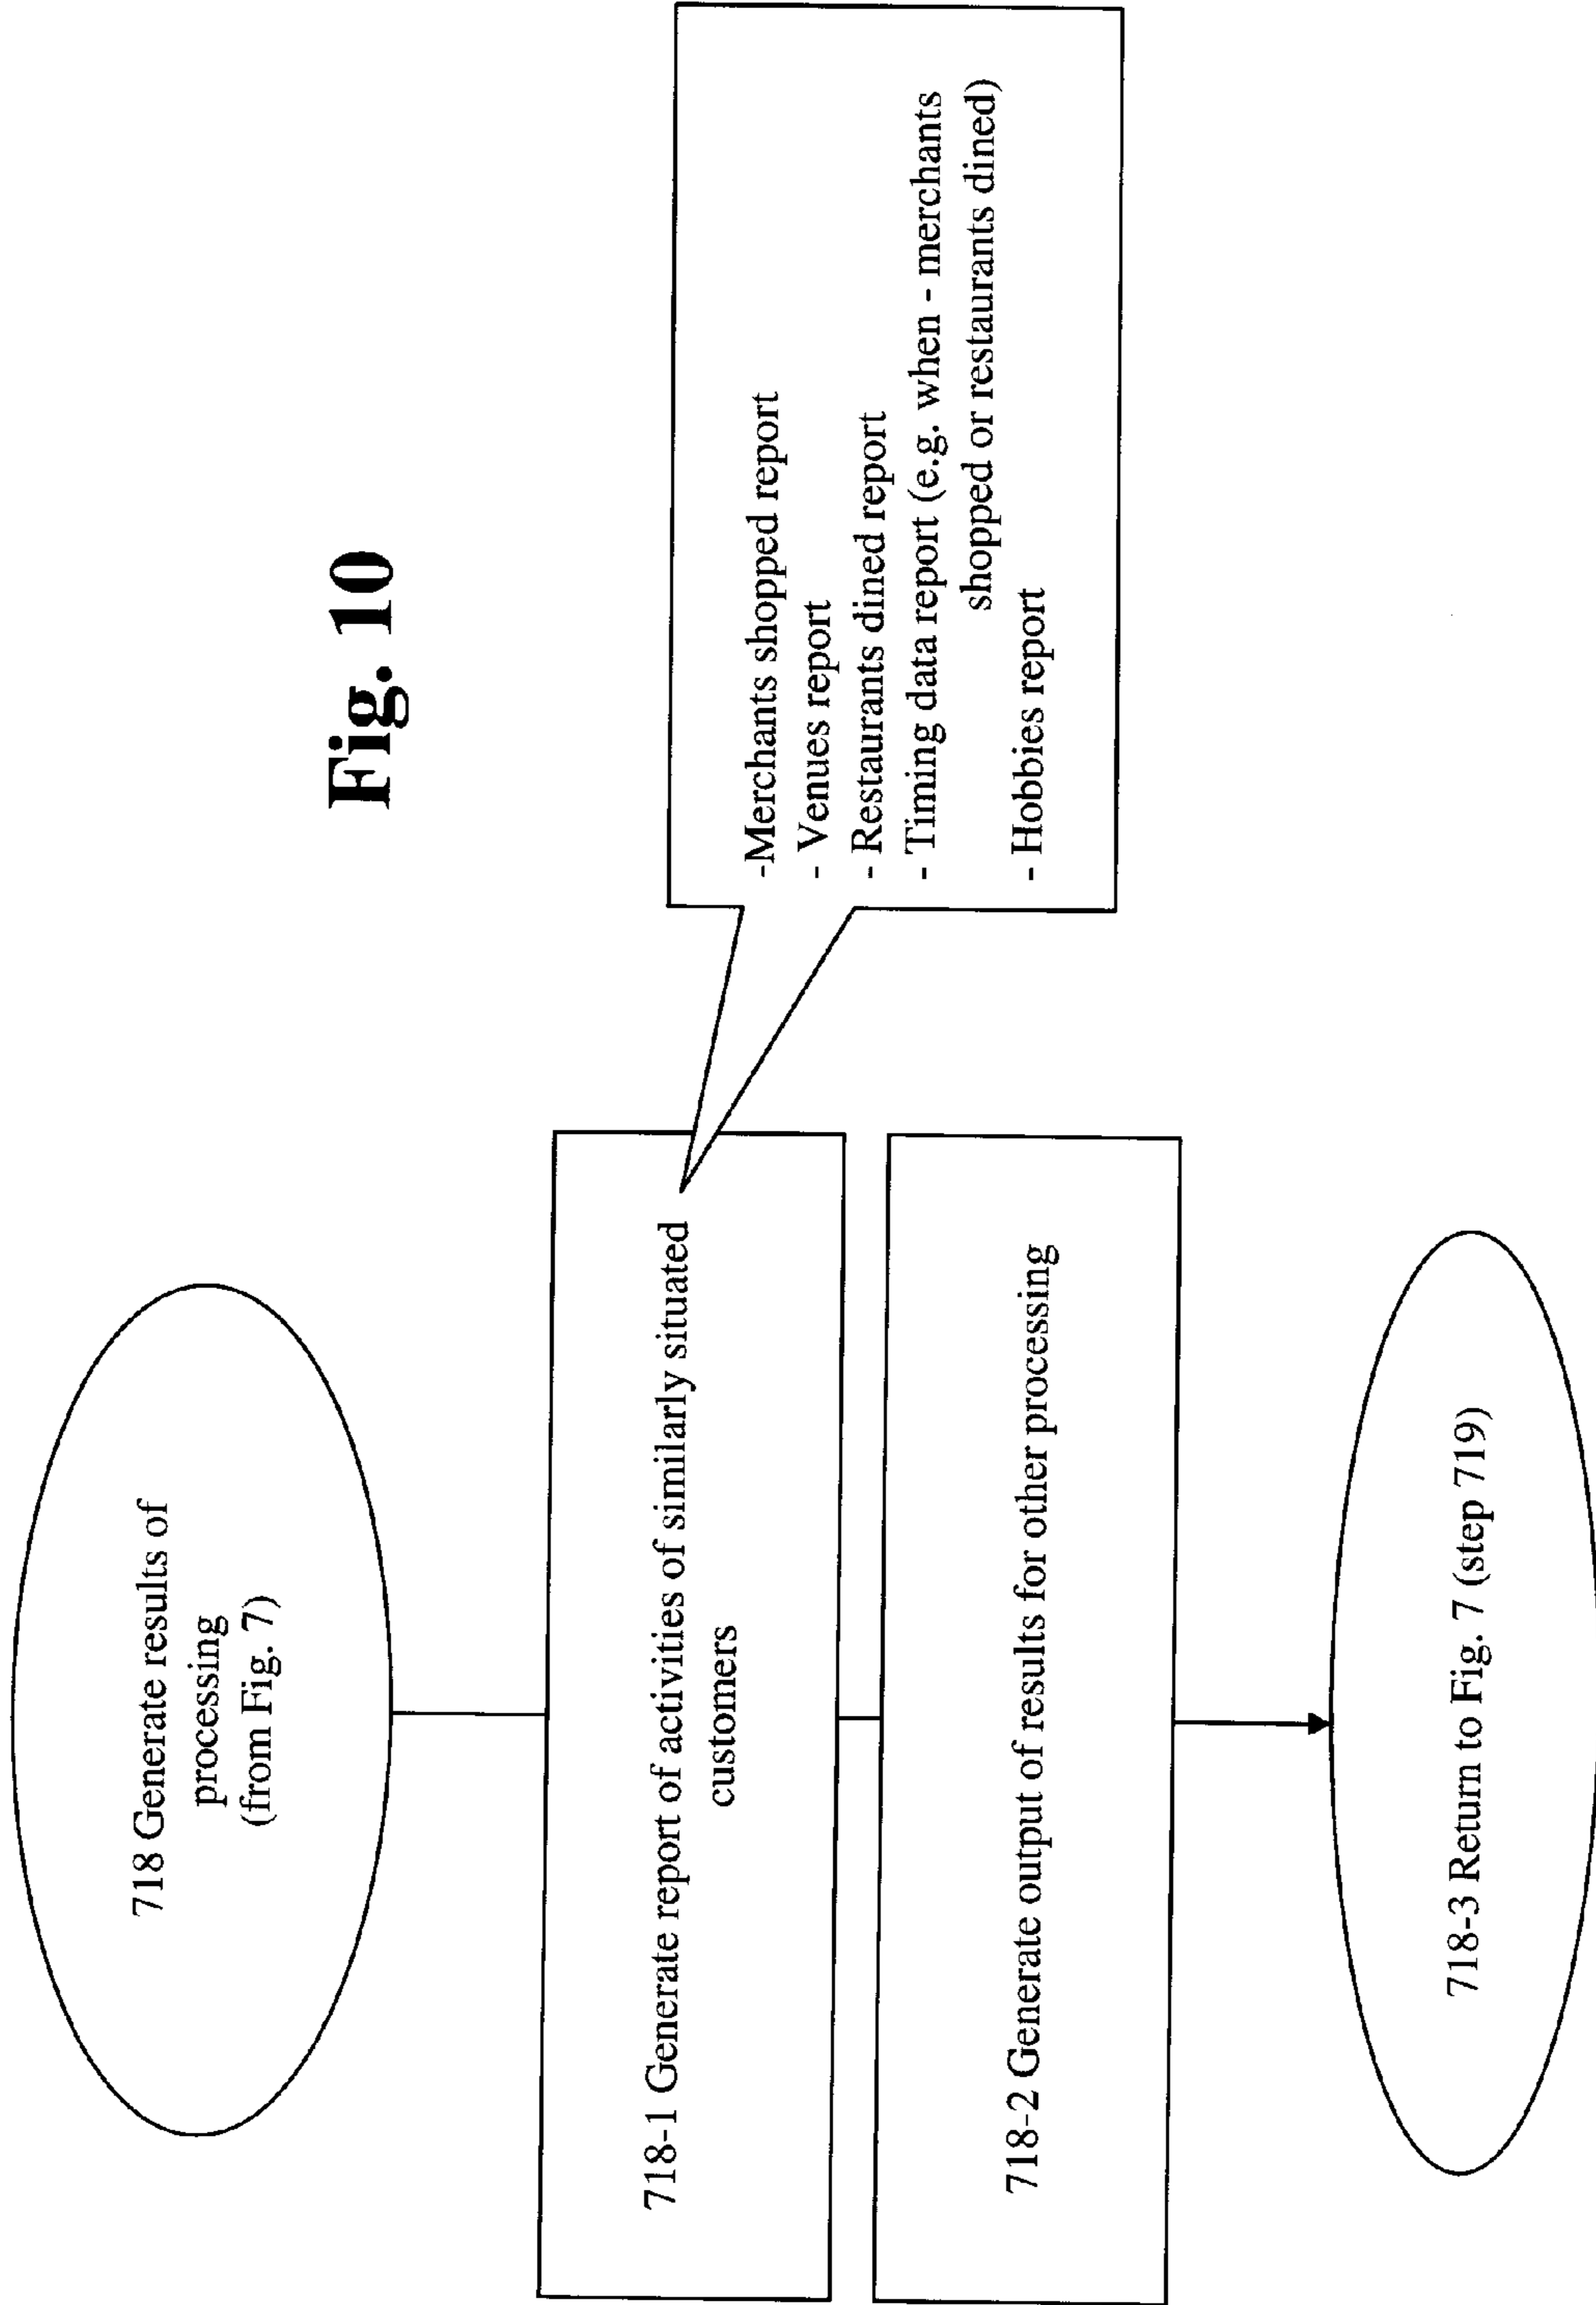 Fig. 10
718 Generate results of
processing
(from Fig. 7)
718-1 Generate report of activities of similarly situated
customers
-Merchants shopped report
- Venues report
- Restaurants dined report
- Timing data report (e.g. when - merchants
shopped or restaurants dined)
- Hobbies report
718-2 Generate output of results for other processing
718-3 Return to Fig. 7 (step 719)